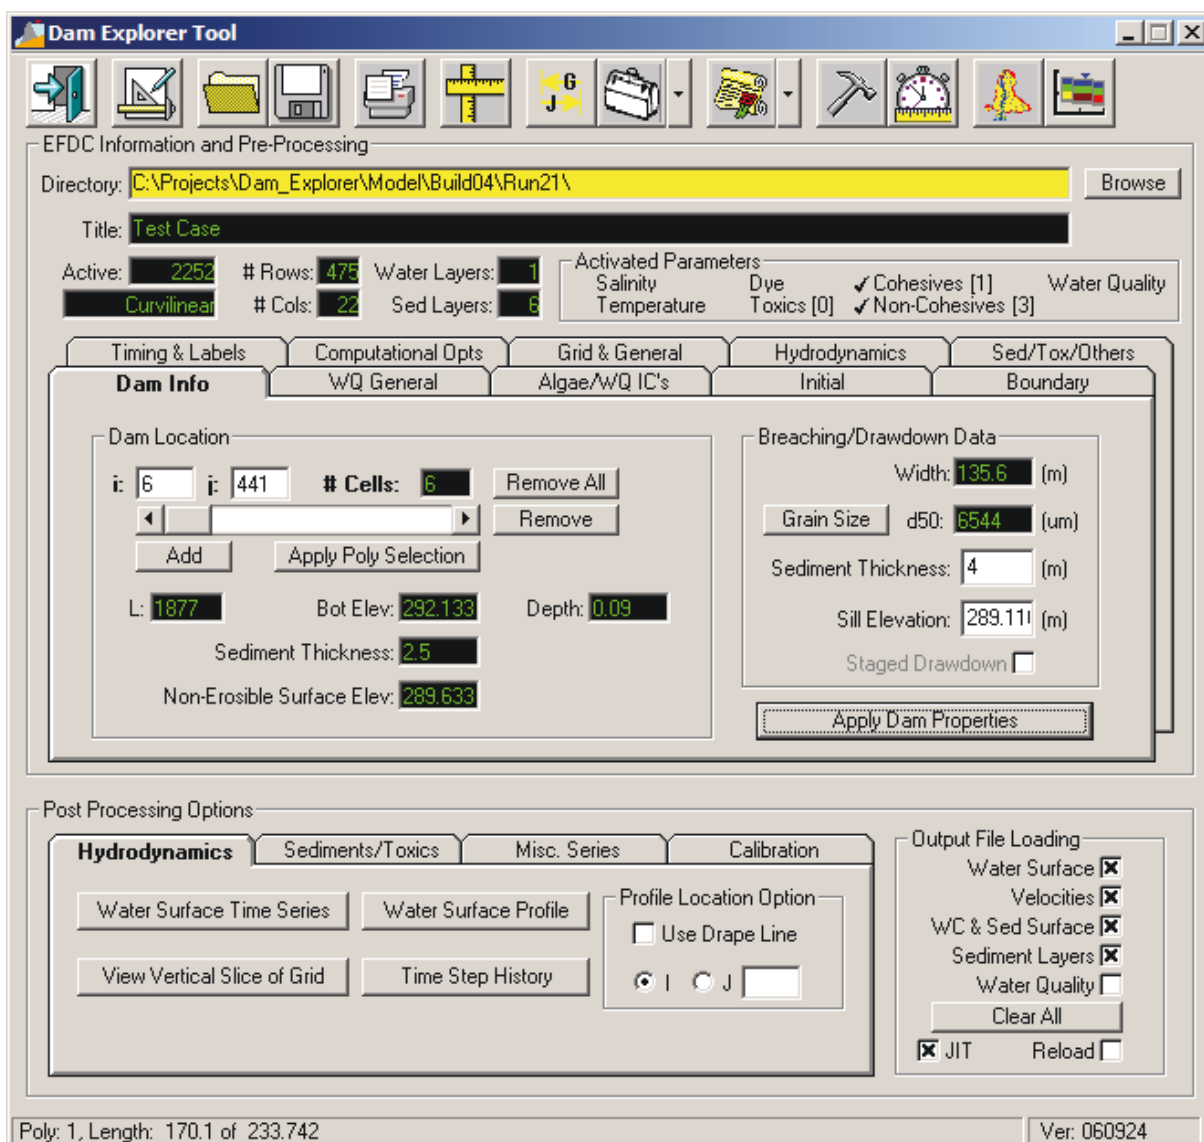 Dam Explorer Tool
G
J
EFDC Information and Pre-Processing
Directory: C:\Projects\Dam_Explorer\Model\Build04\Run21\ Browse
Title: Test Case
Active: 2252 # Rows: 475 Water Layers: 1
Curvilinear # Cols: 22 Sed Layers: 6
Activated Parameters
Salinity Dye ✓ Cohesives [1] Water Quality
Temperature Toxics [0] ✓ Non-Cohesives [3]
Timing & Labels Computational Opts Grid & General Hydrodynamics Sed/Tox/Others
Dam Info WQ General Algae/WQ IC's Initial Boundary
Dam Location
i: 6 j: 441 # Cells: 6 Remove All
Remove
Add Apply Poly Selection
L: 1877 Bot Elev: 292.133 Depth: 0.09
Sediment Thickness: 2.5
Non-Erosible Surface Elev: 289.633
Breaching/Drawdown Data
Width: 135.6 (m)
Grain Size d50: 6544 (um)
Sediment Thickness: 4 (m)
Sill Elevation: (m)
Staged Drawdown
Apply Dam Properties
Post Processing Options
Hydrodynamics Sediments/Toxics Misc. Series Calibration
Water Surface Time Series Water Surface Profile
View Vertical Slice of Grid Time Step History
Profile Location Option
Use Drape Line
I J
Output File Loading
Water Surface
Velocities
WC & Sed Surface
Sediment Layers
Water Quality
Clear All
JIT Reload
Poly: 1, Length: 170.1 of 233.742 Ver: 060924